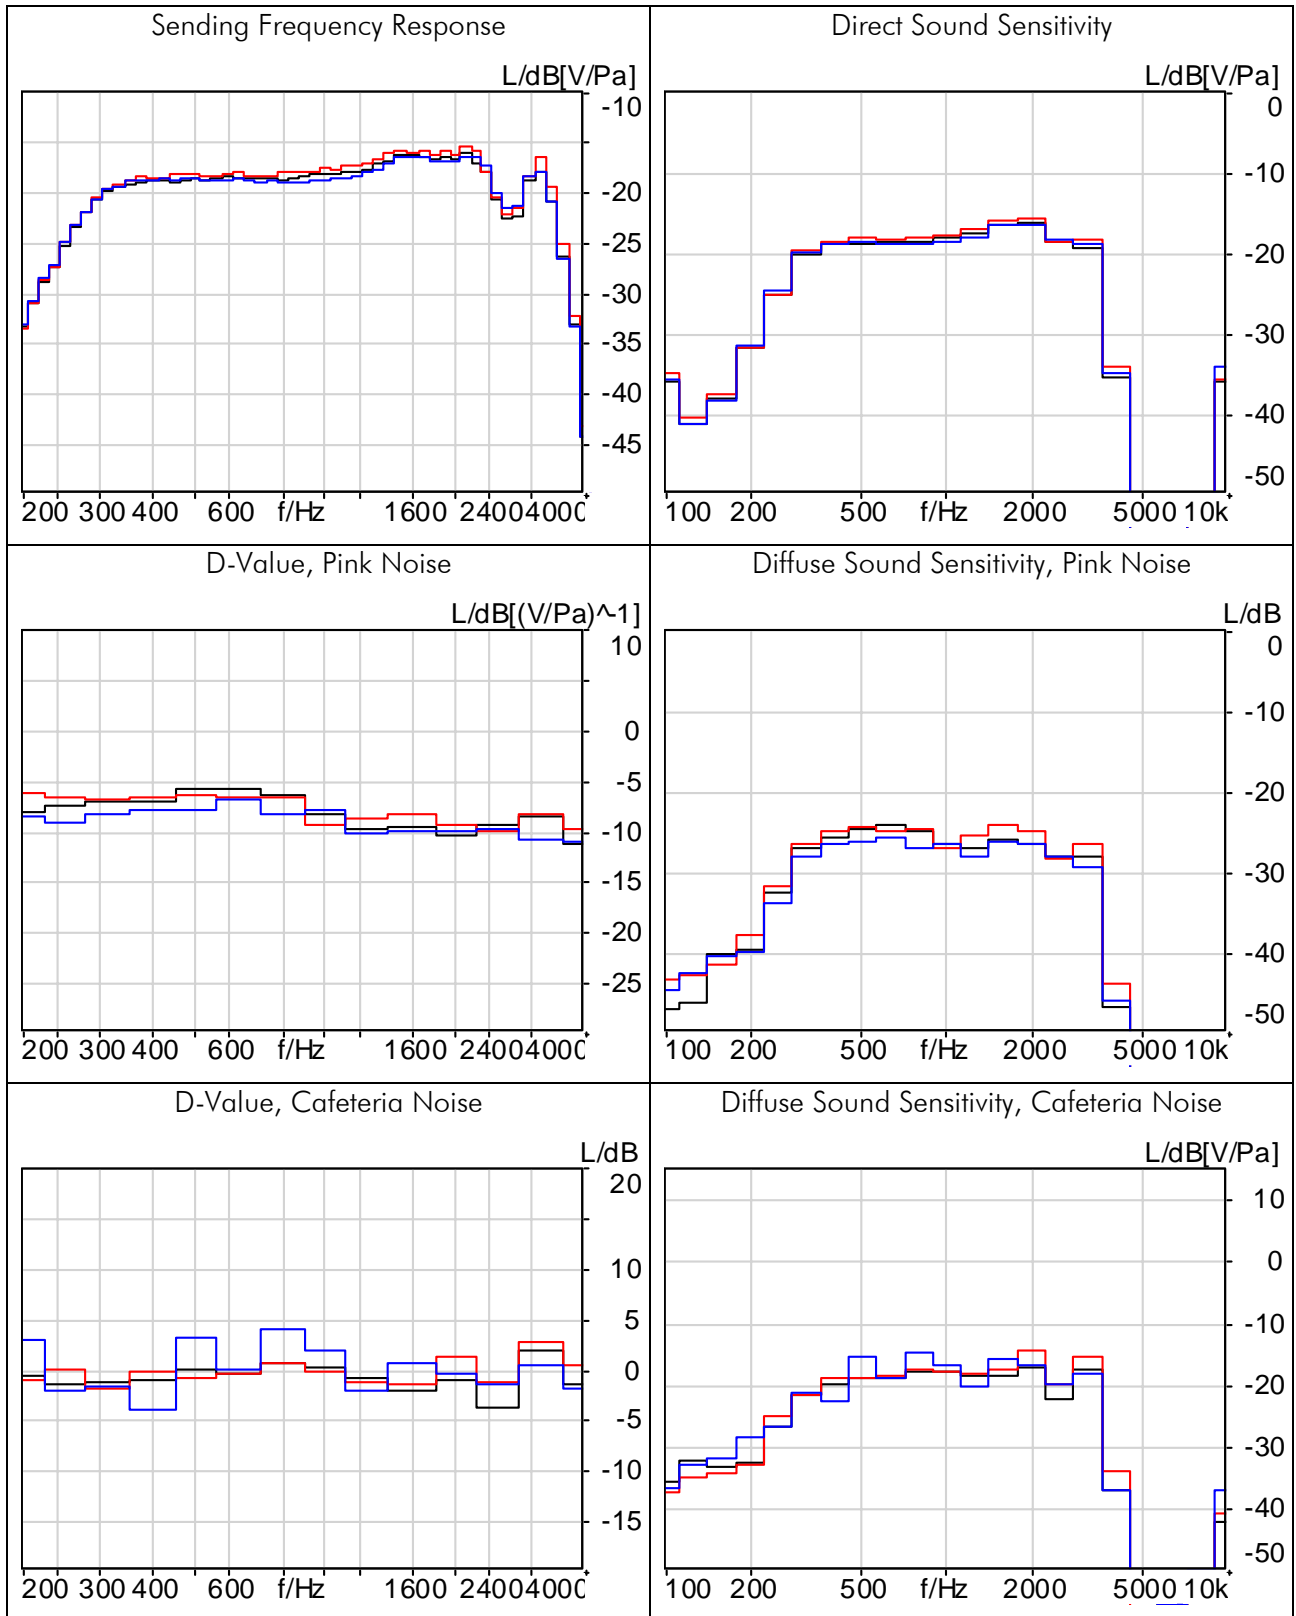 Sending Frequency Response
L/dB[V/Pa]
-10
-20
-25
-30
-35
-40
-45
200 300 400 600 f/Hz 1600 2400 4000
Direct Sound Sensitivity
L/dB[V/Pa]
0
-10
-20
-30
-40
-50
100 200 500 f/Hz 2000 5000 10k
D-Value, Pink Noise
L/dB[(V/Pa)^-1]
10
0
-5
-10
-15
-20
-25
200 300 400 600 f/Hz 1600 2400 4000
Diffuse Sound Sensitivity, Pink Noise
L/dB
0
-10
-20
-30
-40
-50
100 200 500 f/Hz 2000 5000 10k
D-Value, Cafeteria Noise
L/dB
20
10
5
0
-5
-10
-15
200 300 400 600 f/Hz 1600 2400 4000
Diffuse Sound Sensitivity, Cafeteria Noise
L/dB[V/Pa]
10
0
-10
-20
-30
-40
-50
100 200 500 f/Hz 2000 5000 10k